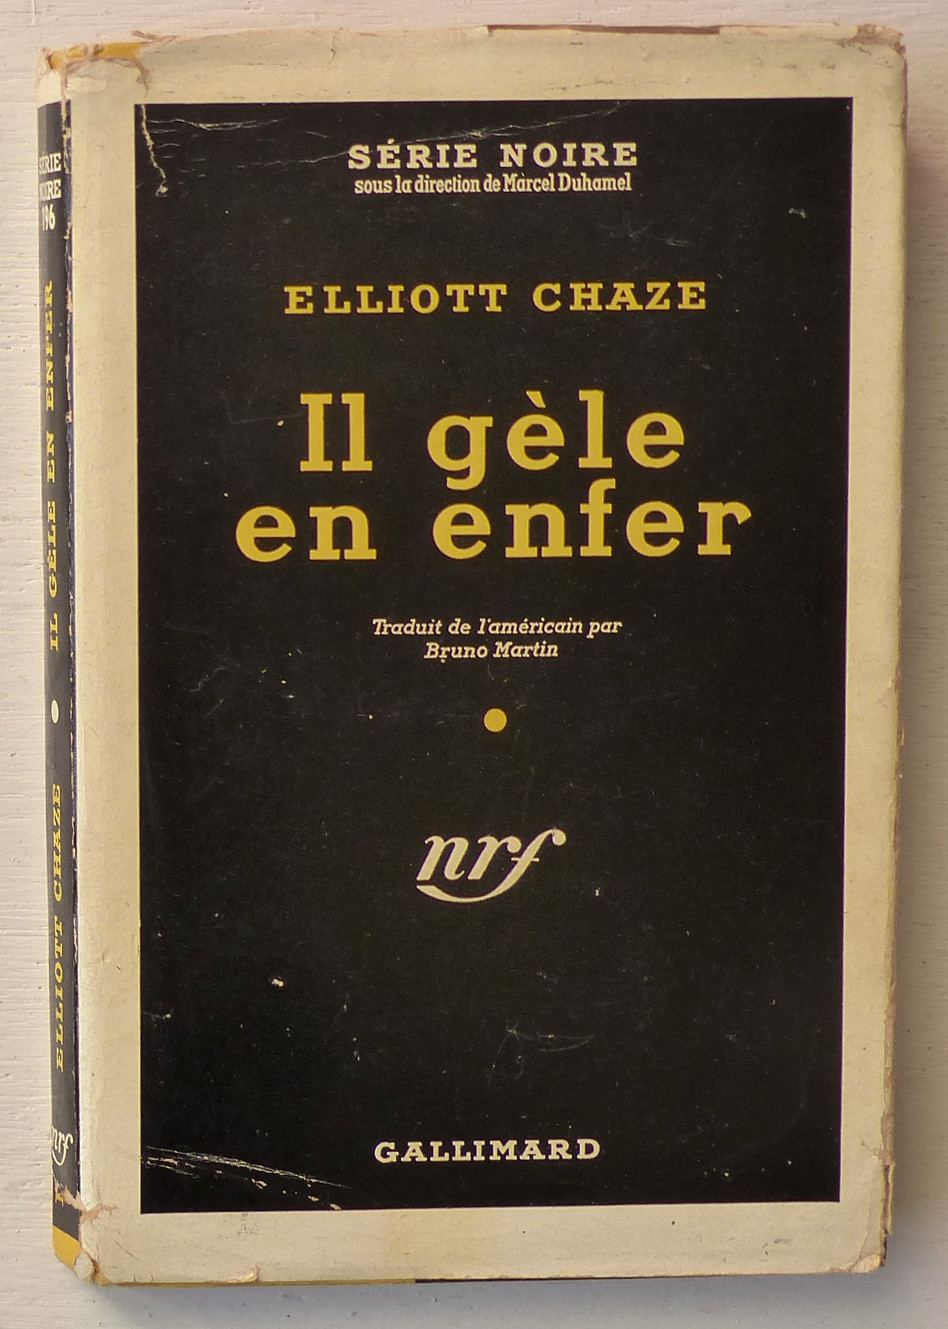 SÉRIE NOIRE
sous la direction de Marcel Duhamel
ELLIOTT CHAZE
Il gèle
en enfer
Traduit de l'américain par
Bruno Martin
nrf
GALLIMARD
SÉRIE
NOIRE
196
IL GÈLE EN ENFER
ELLIOTT CHAZE
nrf